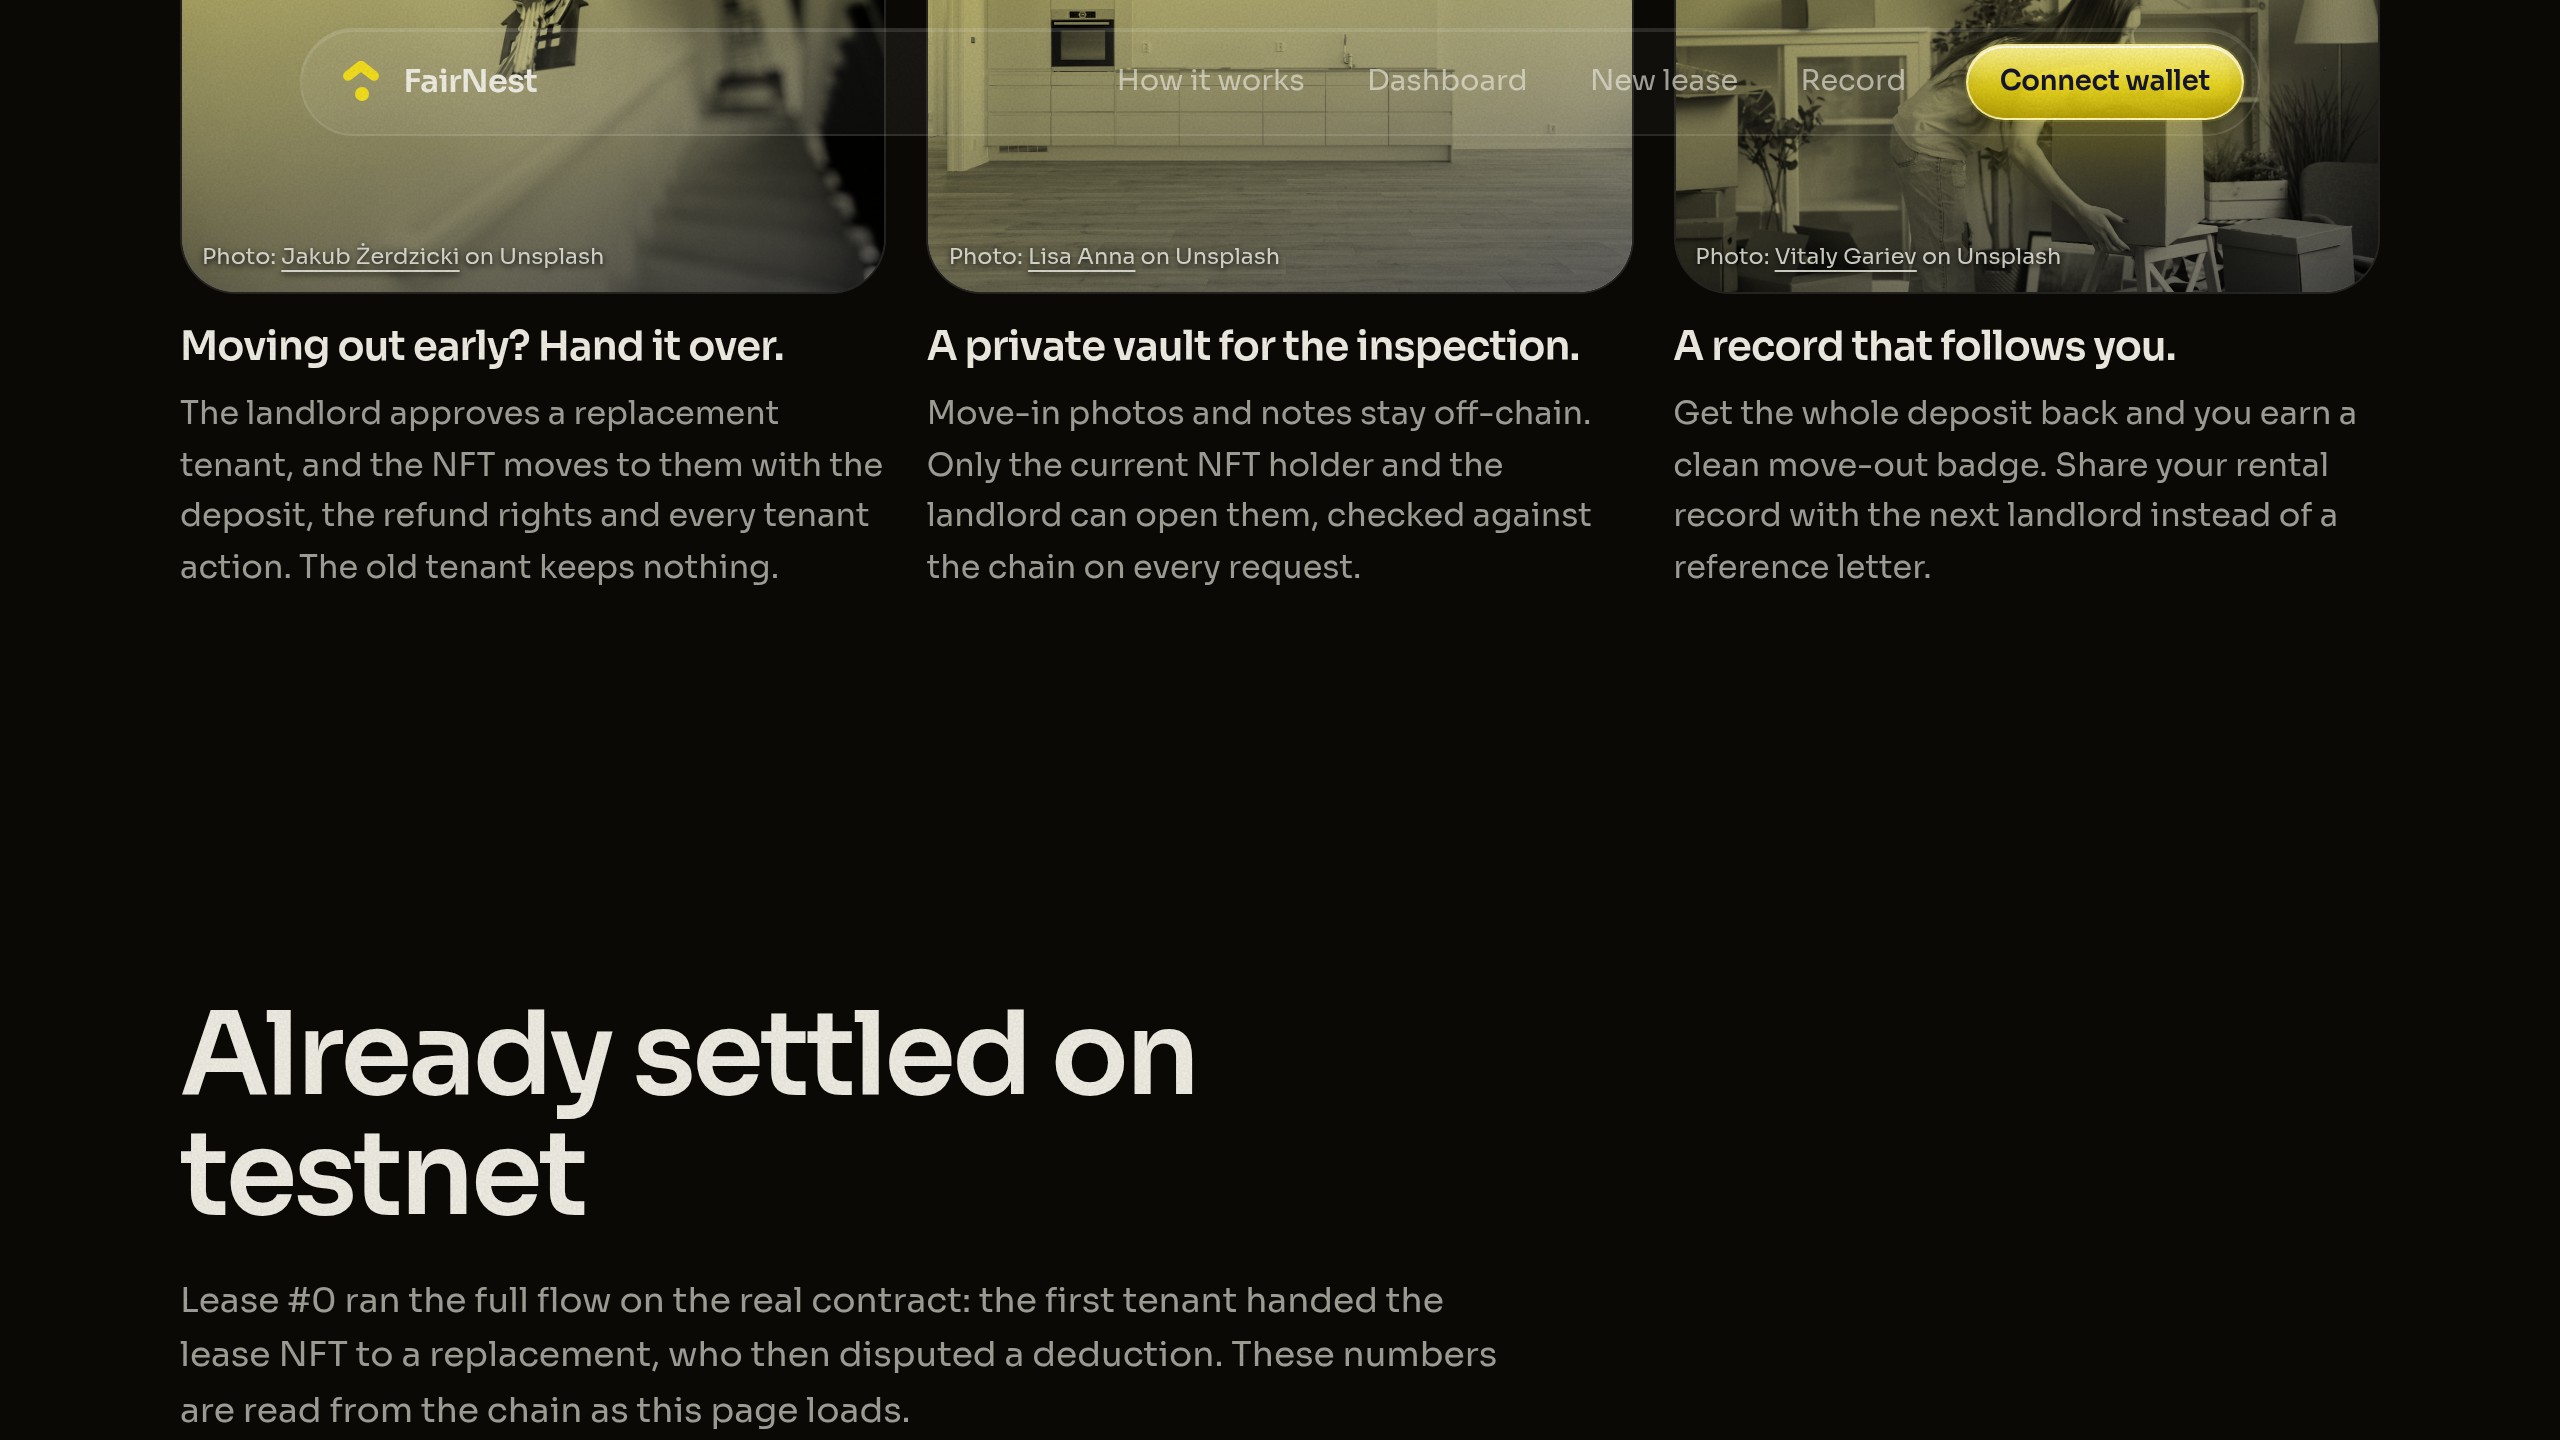 FairNest
How it works
Dashboard
New lease
Record
Connect wallet
Photo: Jakub Żerdzicki on Unsplash
Photo: Lisa Anna on Unsplash
Photo: Vitaly Gariev on Unsplash
Moving out early? Hand it over.
The landlord approves a replacement
tenant, and the NFT moves to them with the
deposit, the refund rights and every tenant
action. The old tenant keeps nothing.
A private vault for the inspection.
Move-in photos and notes stay off-chain.
Only the current NFT holder and the
landlord can open them, checked against
the chain on every request.
A record that follows you.
Get the whole deposit back and you earn a
clean move-out badge. Share your rental
record with the next landlord instead of a
reference letter.
Already settled on
testnet
Lease #0 ran the full flow on the real contract: the first tenant handed the
lease NFT to a replacement, who then disputed a deduction. These numbers
are read from the chain as this page loads.